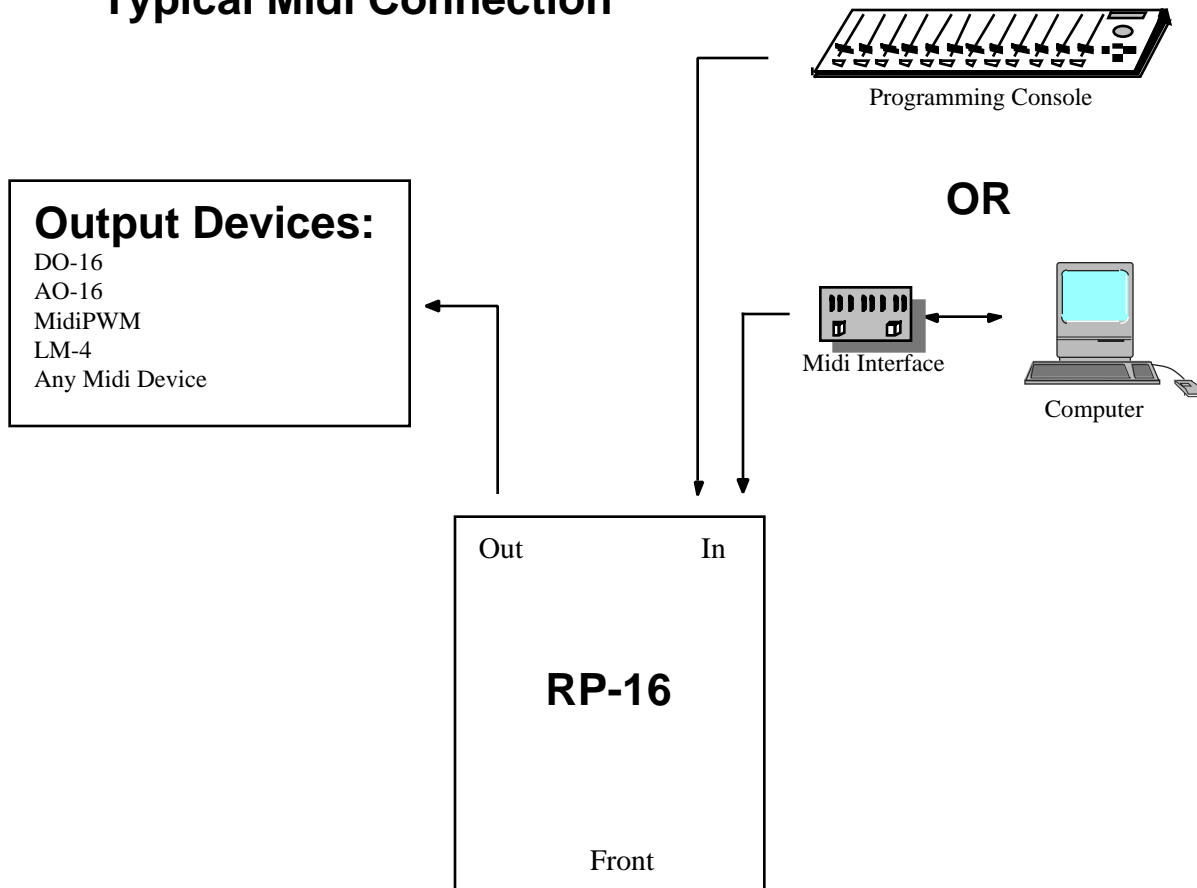 Typical Midi Connection
Programming Console
OR
Output Devices:
DO-16
AO-16
MidiPWM
LM-4
Any Midi Device
Midi Interface
Computer
Out In
RP-16
Front